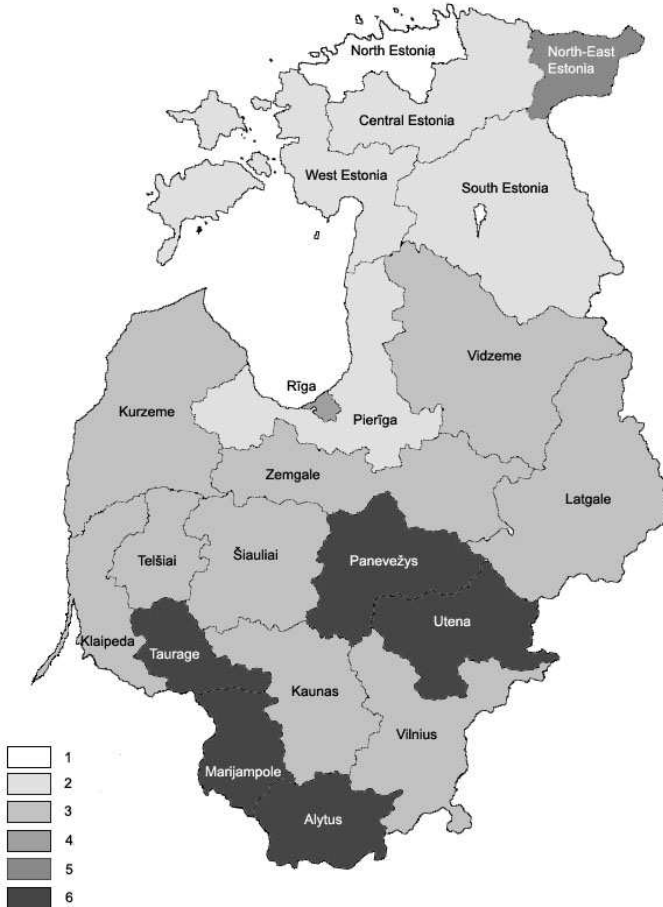 North Estonia
North-East
Estonia
Central Estonia
West Estonia
South Estonia
Vidzeme
Rīga
Kurzeme
Pierīga
Zemgale
Latgale
Panevežys
Telšiai
Šiauliai
Utena
Klaipeda
Taurage
Kaunas
Vilnius
Marijampole
Alytus
1
2
3
4
5
6